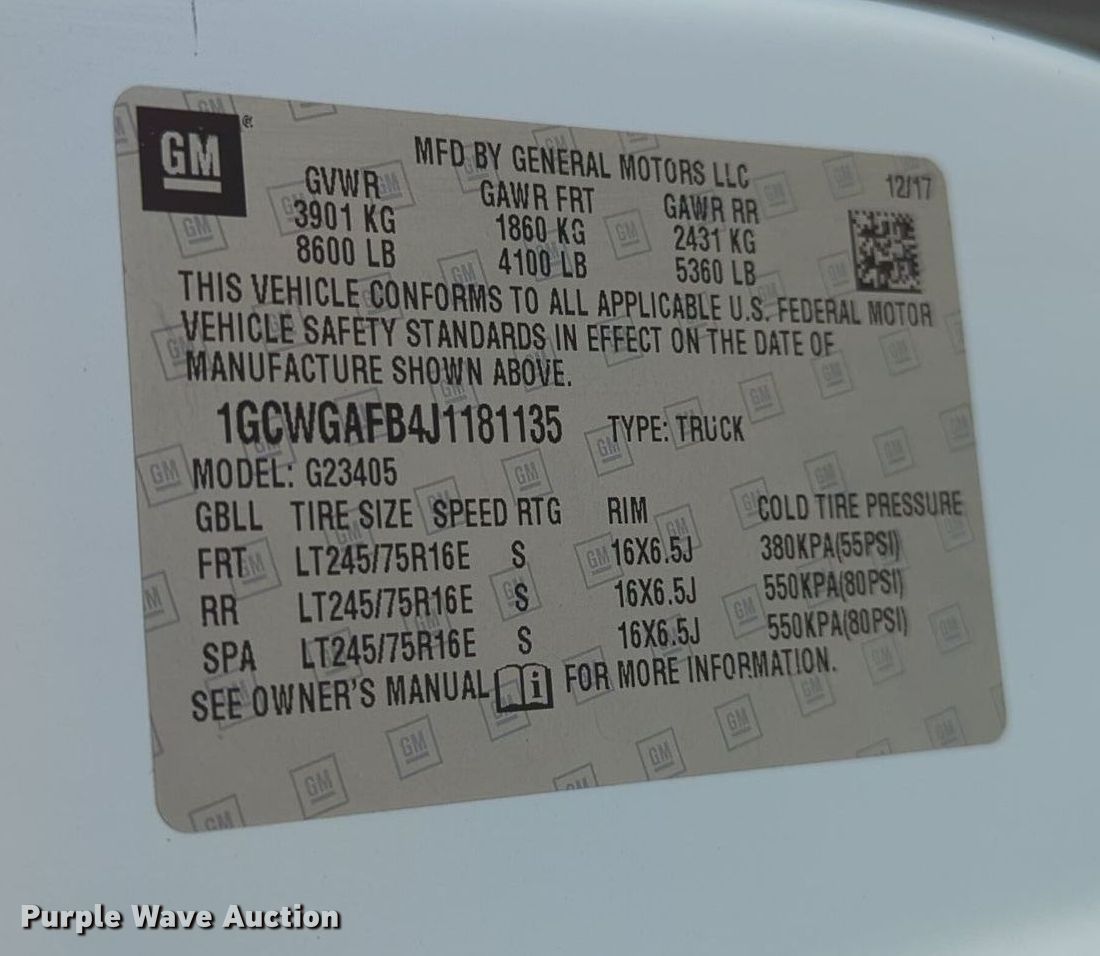 GM ®
MFD BY GENERAL MOTORS LLC
12/17
GVWR GAWR FRT GAWR RR
3901 KG 1860 KG 2431 KG
8600 LB 4100 LB 5360 LB
THIS VEHICLE CONFORMS TO ALL APPLICABLE U.S. FEDERAL MOTOR
VEHICLE SAFETY STANDARDS IN EFFECT ON THE DATE OF
MANUFACTURE SHOWN ABOVE.
1GCWGAFB4J1181135 TYPE: TRUCK
MODEL: G23405
GBLL TIRE SIZE SPEED RTG RIM COLD TIRE PRESSURE
FRT LT245/75R16E S 16X6.5J 380KPA(55PSI)
RR LT245/75R16E S 16X6.5J 550KPA(80PSI)
SPA LT245/75R16E S 16X6.5J 550KPA(80PSI)
SEE OWNER'S MANUAL i FOR MORE INFORMATION.
Purple Wave Auction